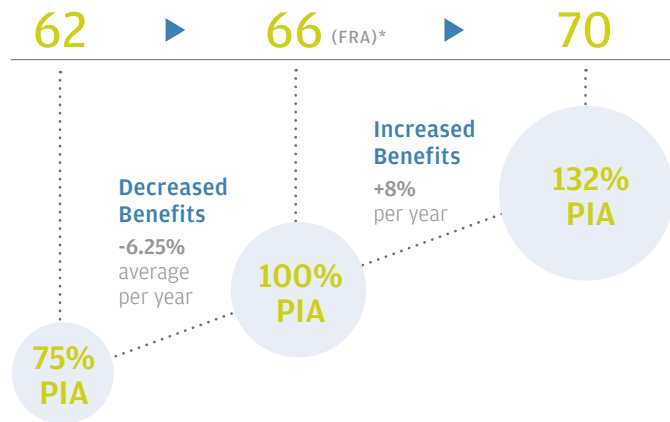 62 66 (FRA)* 70
Increased
Benefits
+8%
per year
132%
PIA
Decreased
Benefits
-6.25%
average
per year
100%
PIA
75%
PIA